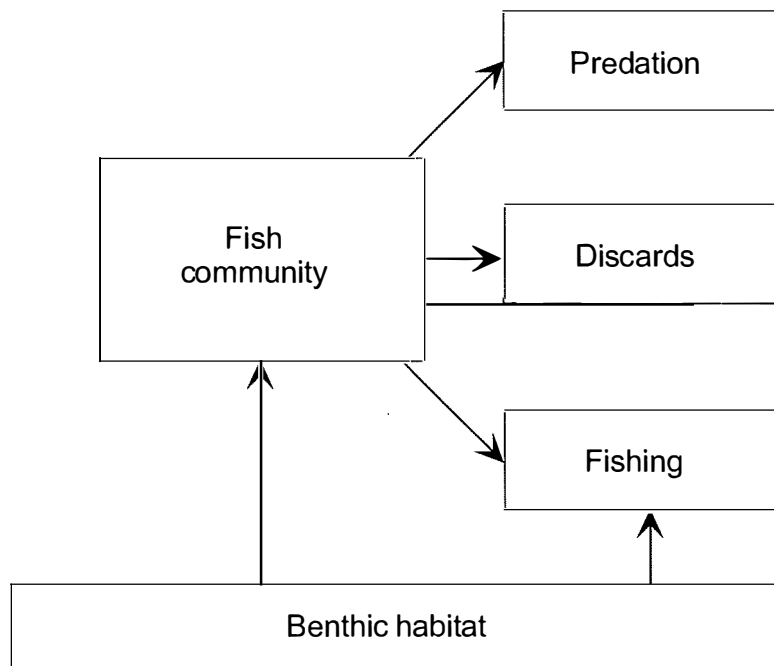 Predation
Fish
community
Discards
Fishing
Benthic habitat